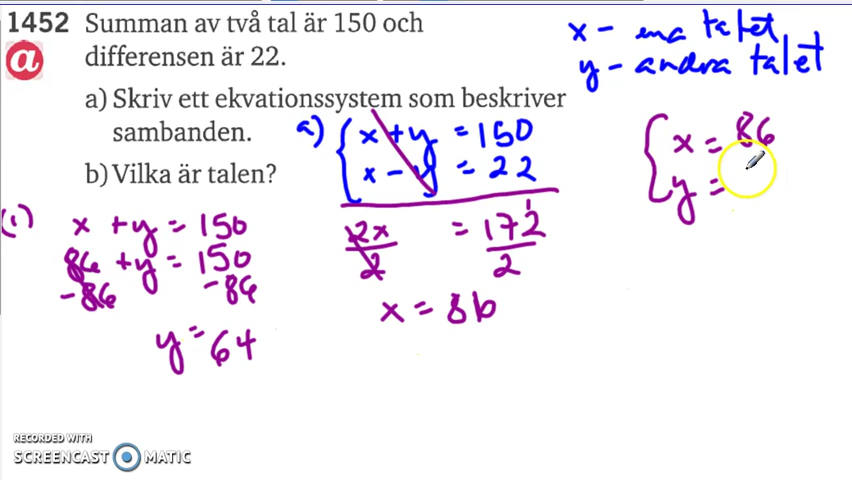 1452 Summan av två tal är 150 och
a differensen är 22.
a) Skriv ett ekvationssystem som beskriver
sambanden.
b) Vilka är talen?
x - ena talet
y - andra talet
a) { x + y = 150
x - y = 22
2x = 172
2 2
x = 86
(1) x + y = 150
86 + y = 150
-86 -86
y = 64
{ x = 86
y =
RECORDED WITH
SCREENCAST MATIC